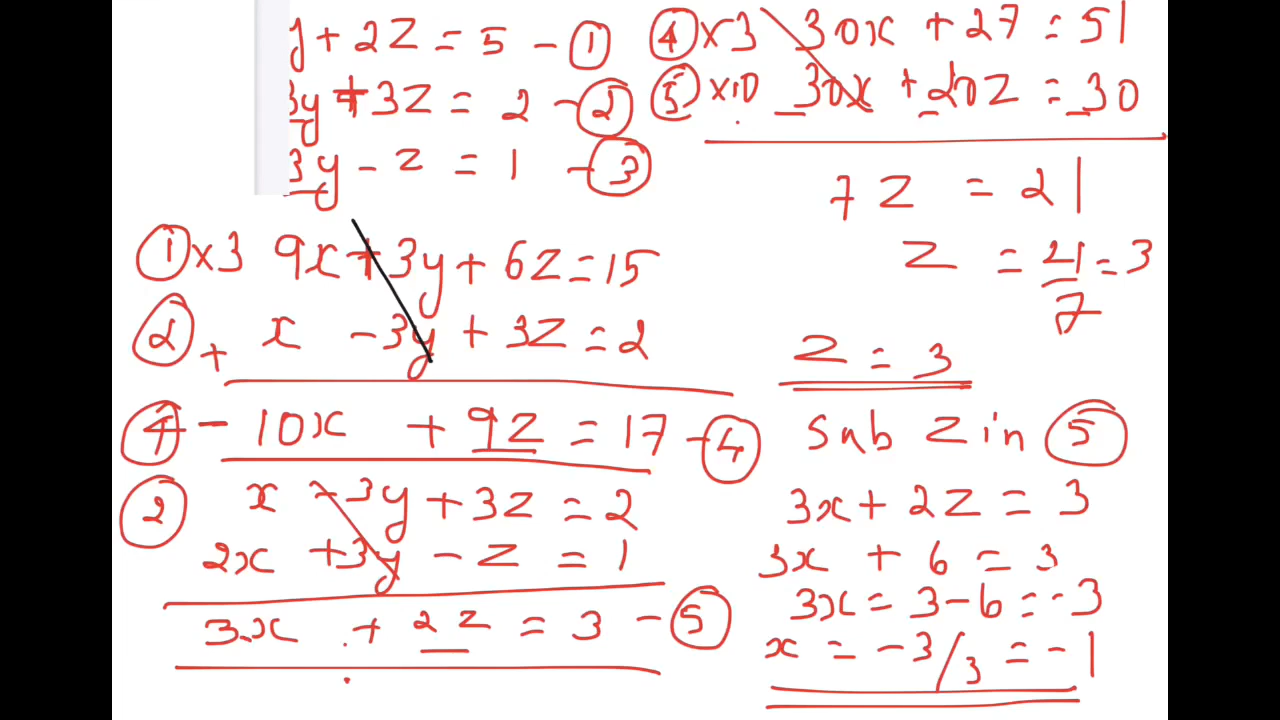 y + 2Z = 5 - ①
3y + 3Z = 2 - ②
3y - z = 1 - ③
① x3 9x + 3y + 6Z = 15
② + x - 3y + 3Z = 2
④ - 10x + 9Z = 17 - ④
② x - 3y + 3Z = 2
2x + 3y - Z = 1
3x + 2Z = 3 - ⑤
④ x3 30x + 27 = 51
⑤ x10 30x + 20Z = 30
7Z = 21
Z = 21/7 = 3
Z = 3
Sub Z in ⑤
3x + 2Z = 3
3x + 6 = 3
3x = 3 - 6 = -3
x = -3/3 = -1